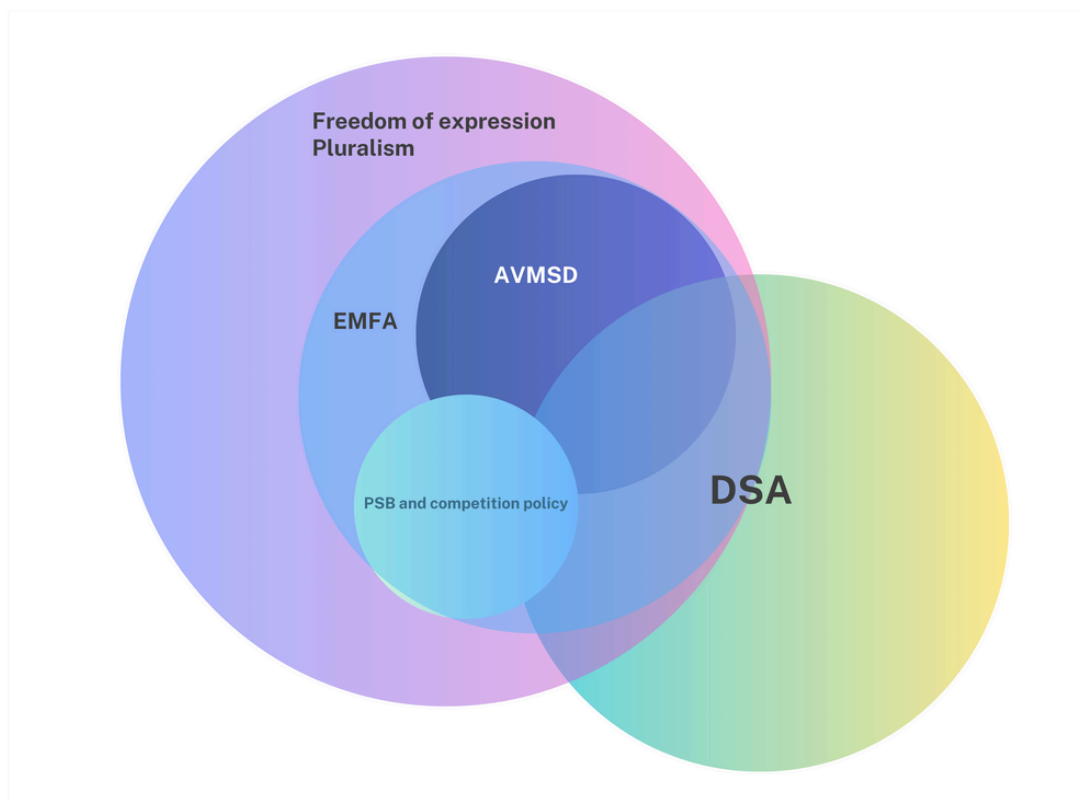 Freedom of expression
Pluralism
AVMSD
EMFA
DSA
PSB and competition policy